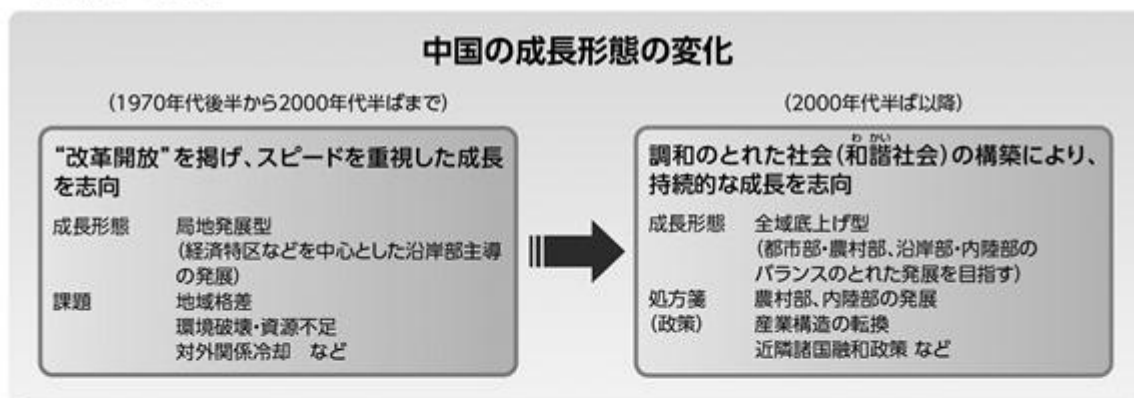 中国の成長形態の変化
(1970年代後半から2000年代半ばまで)
“改革開放”を掲げ、スピードを重視した成長
を志向
成長形態 局地発展型
(経済特区などを中心とした沿岸部主導
の発展)
課題 地域格差
環境破壊・資源不足
対外関係冷却 など
(2000年代半ば以降)
わ かい
調和のとれた社会(和諧社会)の構築により、
持続的な成長を志向
成長形態 全域底上げ型
(都市部・農村部、沿岸部・内陸部の
バランスのとれた発展を目指す)
処方箋 農村部、内陸部の発展
(政策) 産業構造の転換
近隣諸国融和政策 など